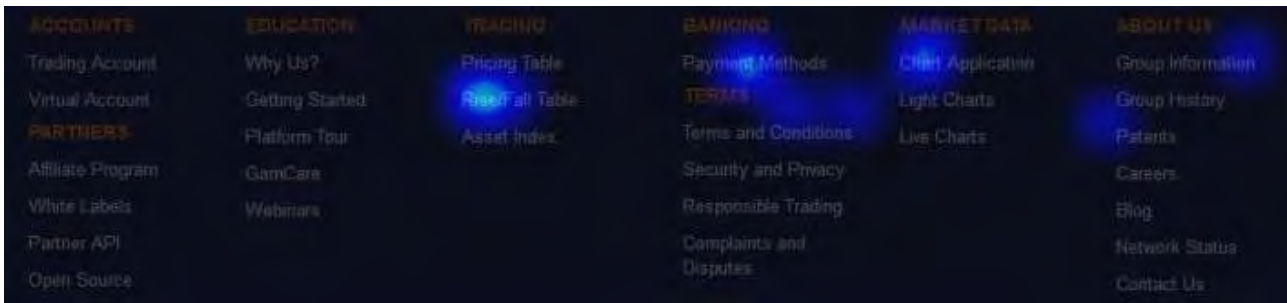 ACCOUNTS
Trading Account
Virtual Account
PARTNERS
Affiliate Program
White Labels
Partner API
Open Source
EDUCATION
Why Us?
Getting Started
Platform Tour
GamCare
Webinars
TRADING
Pricing Table
Rise/Fall Table
Asset Index
BANKING
Payment Methods
TERMS
Terms and Conditions
Security and Privacy
Responsible Trading
Complaints and
Disputes
MARKET DATA
Chart Application
Light Charts
Live Charts
ABOUT US
Group Information
Group History
Patents
Careers
Blog
Network Status
Contact Us